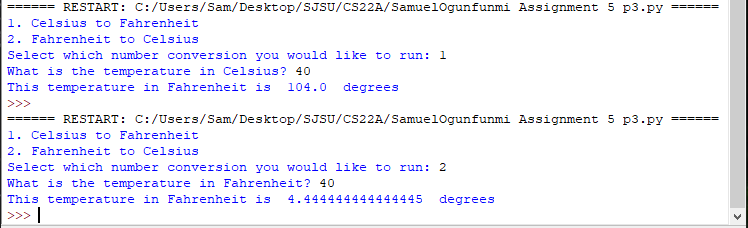 ====== RESTART: C:/Users/Sam/Desktop/SJSU/CS22A/SamuelOgunfunmi Assignment 5 p3.py ======
1. Celsius to Fahrenheit
2. Fahrenheit to Celsius
Select which number conversion you would like to run: 1
What is the temperature in Celsius? 40
This temperature in Fahrenheit is  104.0  degrees
>>>
====== RESTART: C:/Users/Sam/Desktop/SJSU/CS22A/SamuelOgunfunmi Assignment 5 p3.py ======
1. Celsius to Fahrenheit
2. Fahrenheit to Celsius
Select which number conversion you would like to run: 2
What is the temperature in Fahrenheit? 40
This temperature in Fahrenheit is  4.444444444444445  degrees
>>>